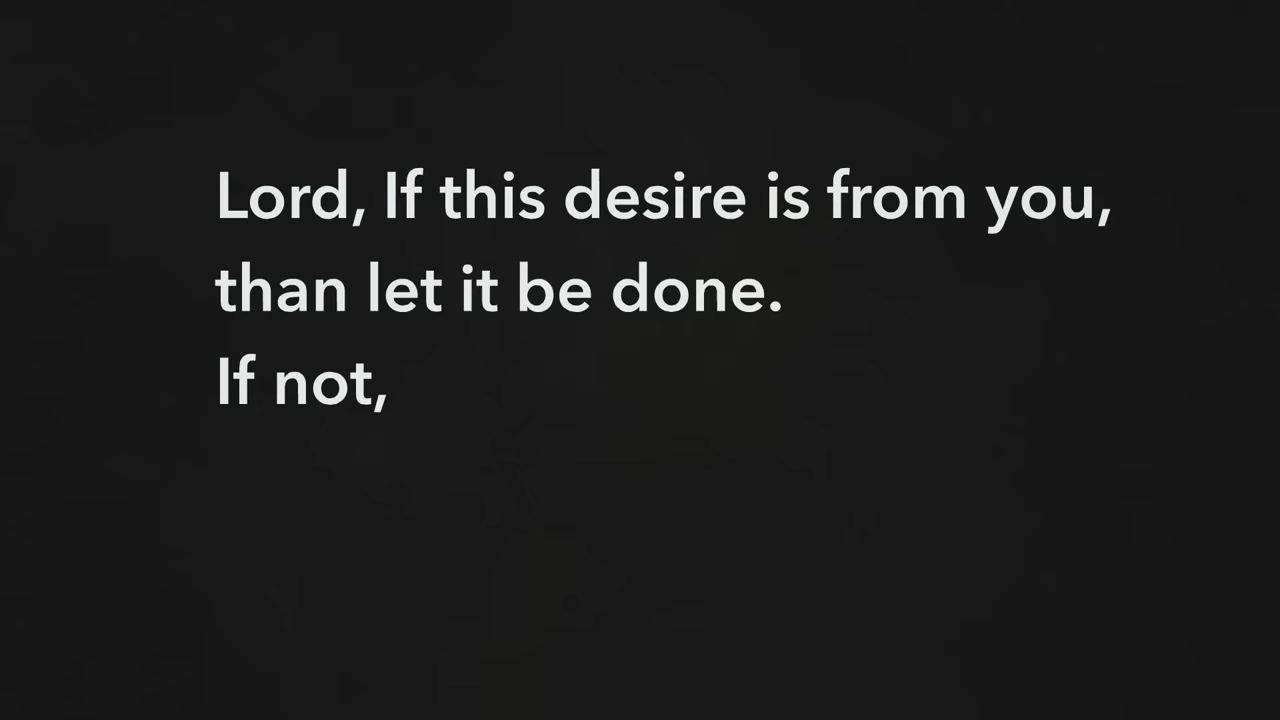 Lord, If this desire is from you,
than let it be done.
If not,